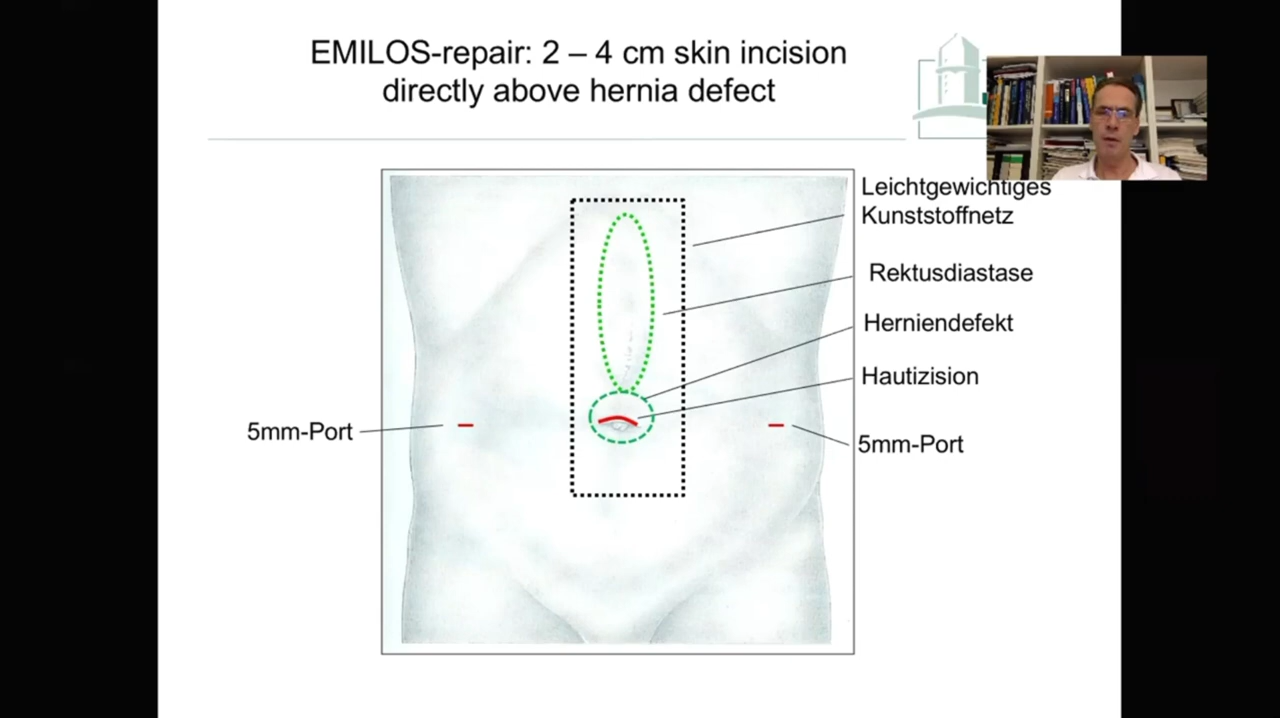 EMILOS-repair: 2 – 4 cm skin incision
directly above hernia defect
Leichtgewichtiges
Kunststoffnetz
Rektusdiastase
Herniendefekt
Hautizision
5mm-Port
5mm-Port